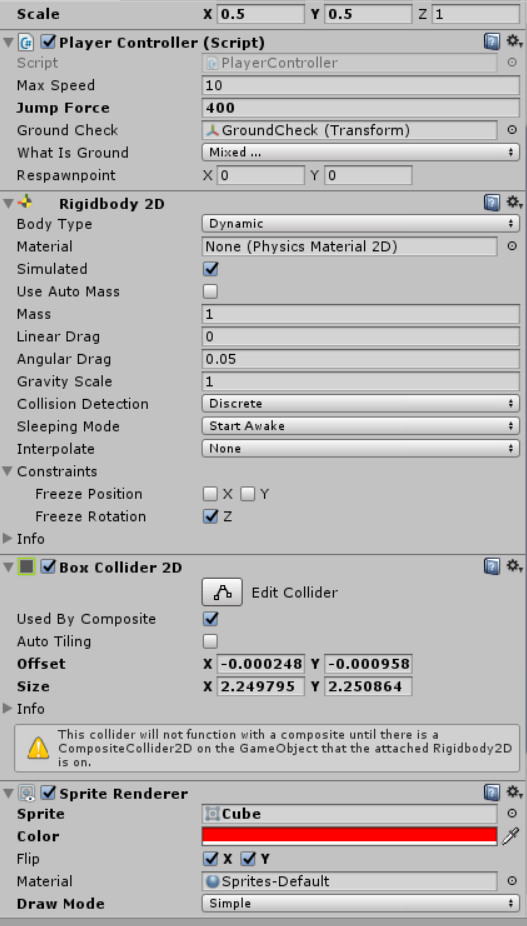 Scale X 0.5 Y 0.5 Z 1
Player Controller (Script)
Script PlayerController
Max Speed 10
Jump Force 400
Ground Check GroundCheck (Transform)
What Is Ground Mixed ...
Respawnpoint X 0 Y 0
Rigidbody 2D
Body Type Dynamic
Material None (Physics Material 2D)
Simulated
Use Auto Mass
Mass 1
Linear Drag 0
Angular Drag 0.05
Gravity Scale 1
Collision Detection Discrete
Sleeping Mode Start Awake
Interpolate None
Constraints
Freeze Position X Y
Freeze Rotation Z
Info
Box Collider 2D
Edit Collider
Used By Composite
Auto Tiling
Offset X -0.000248 Y -0.000958
Size X 2.249795 Y 2.250864
Info
This collider will not function with a composite until there is a
CompositeCollider2D on the GameObject that the attached Rigidbody2D
is on.
Sprite Renderer
Sprite Cube
Color
Flip X Y
Material Sprites-Default
Draw Mode Simple